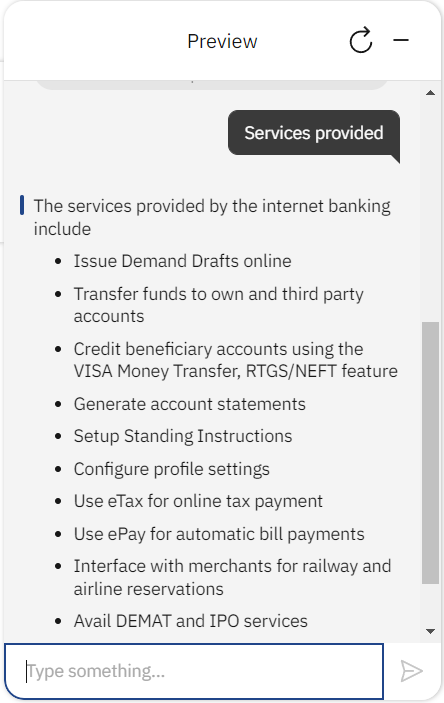 Preview
Services provided
The services provided by the internet banking
include
• Issue Demand Drafts online
• Transfer funds to own and third party
accounts
• Credit beneficiary accounts using the
VISA Money Transfer, RTGS/NEFT feature
• Generate account statements
• Setup Standing Instructions
• Configure profile settings
• Use eTax for online tax payment
• Use ePay for automatic bill payments
• Interface with merchants for railway and
airline reservations
• Avail DEMAT and IPO services
Type something...